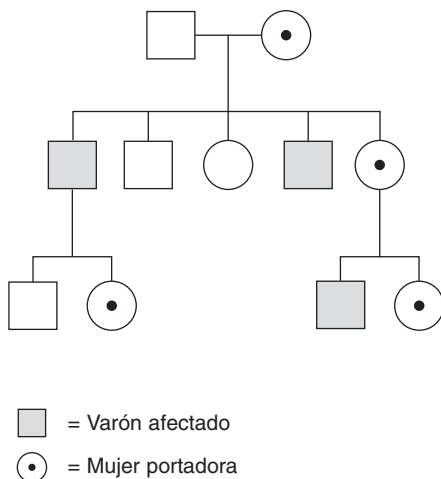 = Varón afectado
= Mujer portadora